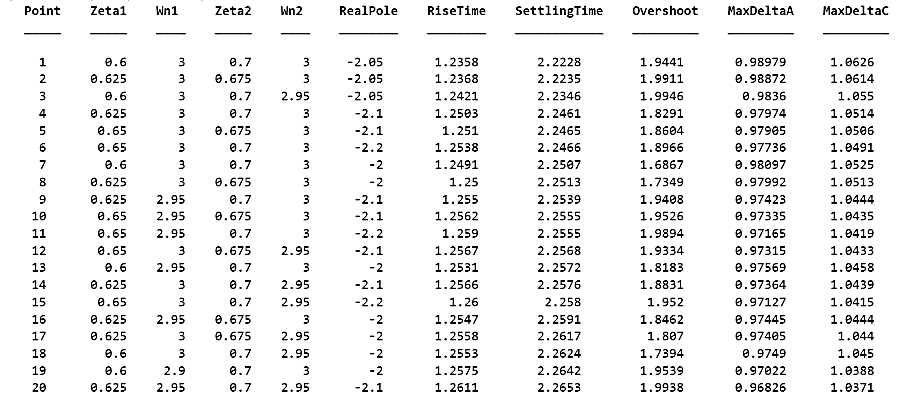 Point Zeta1 Wn1 Zeta2 Wn2 RealPole RiseTime SettlingTime Overshoot MaxDeltaA MaxDeltaC
1 0.6 3 0.7 3 -2.05 1.2358 2.2228 1.9441 0.98979 1.0626
2 0.625 3 0.675 3 -2.05 1.2368 2.2235 1.9911 0.98872 1.0614
3 0.6 3 0.7 2.95 -2.05 1.2421 2.2346 1.9946 0.9836 1.055
4 0.625 3 0.7 3 -2.1 1.2503 2.2461 1.8291 0.97974 1.0514
5 0.65 3 0.675 3 -2.1 1.251 2.2465 1.8604 0.97905 1.0506
6 0.65 3 0.7 3 -2.2 1.2538 2.2466 1.8966 0.97736 1.0491
7 0.6 3 0.7 3 -2 1.2491 2.2507 1.6867 0.98097 1.0525
8 0.625 3 0.675 3 -2 1.25 2.2513 1.7349 0.97992 1.0513
9 0.625 2.95 0.7 3 -2.1 1.255 2.2539 1.9408 0.97423 1.0444
10 0.65 2.95 0.675 3 -2.1 1.2562 2.2555 1.9526 0.97335 1.0435
11 0.65 2.95 0.7 3 -2.2 1.259 2.2555 1.9894 0.97165 1.0419
12 0.65 3 0.675 2.95 -2.1 1.2567 2.2568 1.9334 0.97315 1.0433
13 0.6 2.95 0.7 3 -2 1.2531 2.2572 1.8183 0.97569 1.0458
14 0.625 3 0.7 2.95 -2.1 1.2566 2.2576 1.8831 0.97364 1.0439
15 0.65 3 0.7 2.95 -2.2 1.26 2.258 1.952 0.97127 1.0415
16 0.625 2.95 0.675 3 -2 1.2547 2.2591 1.8462 0.97445 1.0444
17 0.625 3 0.675 2.95 -2 1.2558 2.2617 1.807 0.97405 1.044
18 0.6 3 0.7 2.95 -2 1.2553 2.2624 1.7394 0.9749 1.045
19 0.6 2.9 0.7 3 -2 1.2575 2.2642 1.9539 0.97022 1.0388
20 0.625 2.95 0.7 2.95 -2.1 1.2611 2.2653 1.9938 0.96826 1.0371